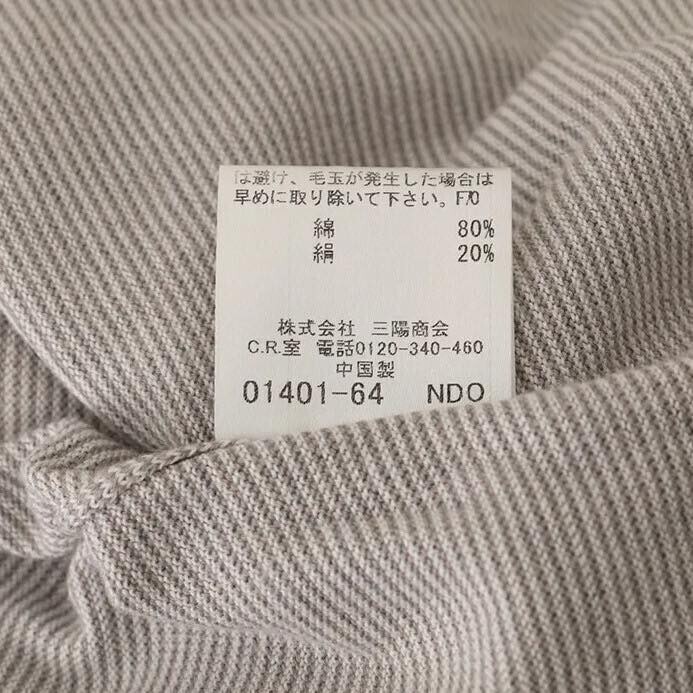 は避け、毛玉が発生した場合は
早めに取り除いて下さい。F/0
綿 80%
絹 20%
株式会社 三陽商会
C.R.室 電話0120-340-460
中国製
01401-64 NDO